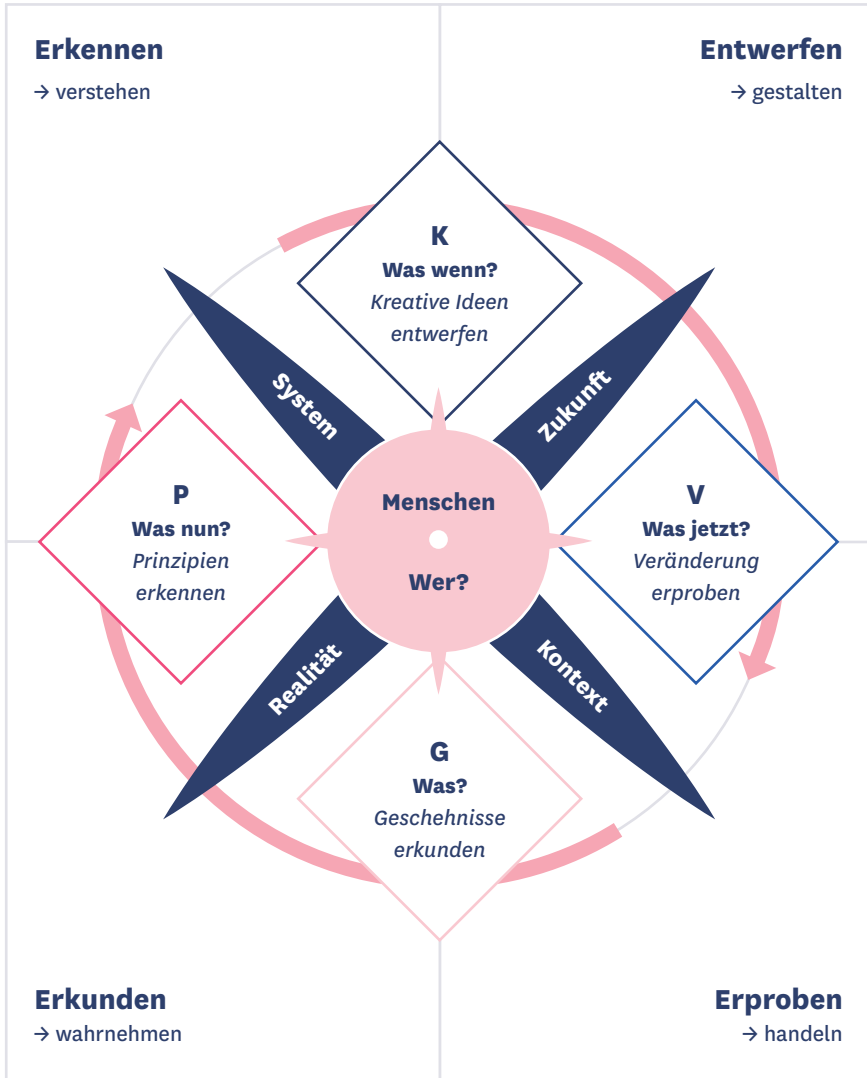 Erkennen
→ verstehen
Entwerfen
→ gestalten
K
Was wenn?
Kreative Ideen
entwerfen
System
Zukunft
P
Was nun?
Prinzipien
erkennen
Menschen
Wer?
V
Was jetzt?
Veränderung
erproben
Realität
Kontext
G
Was?
Geschehnisse
erkunden
Erkunden
→ wahrnehmen
Erproben
→ handeln